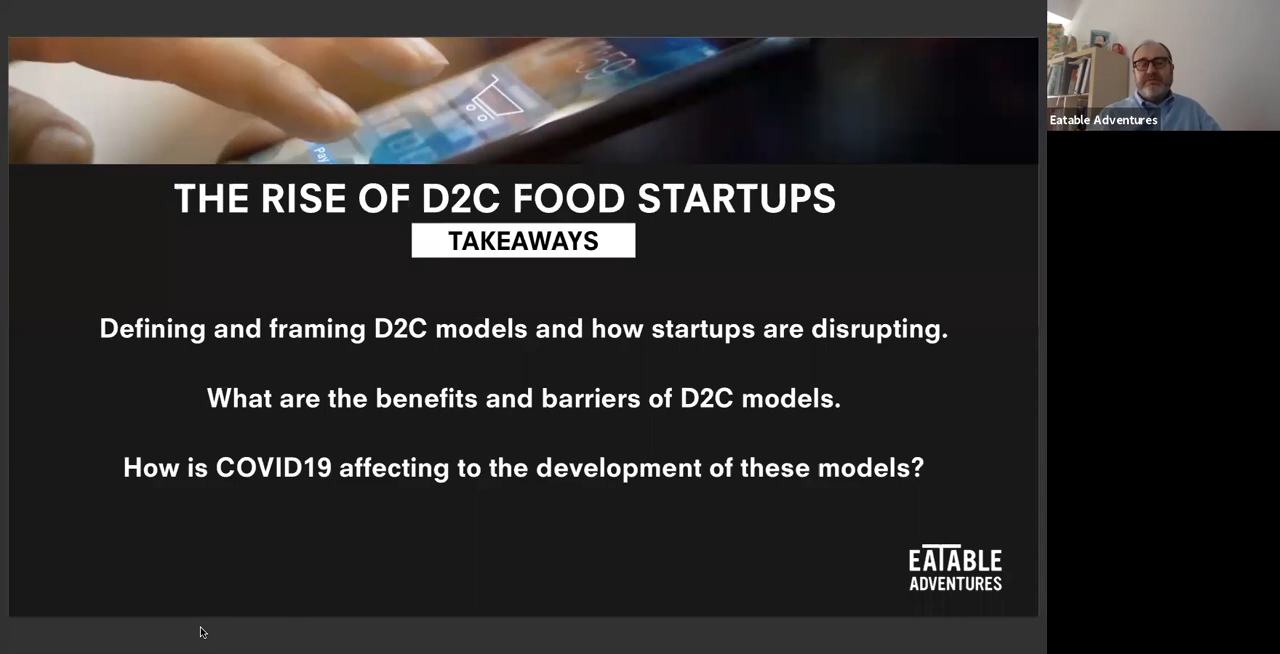 Pay
THE RISE OF D2C FOOD STARTUPS
TAKEAWAYS
Defining and framing D2C models and how startups are disrupting.
What are the benefits and barriers of D2C models.
How is COVID19 affecting to the development of these models?
EATABLE
ADVENTURES
Eatable Adventures